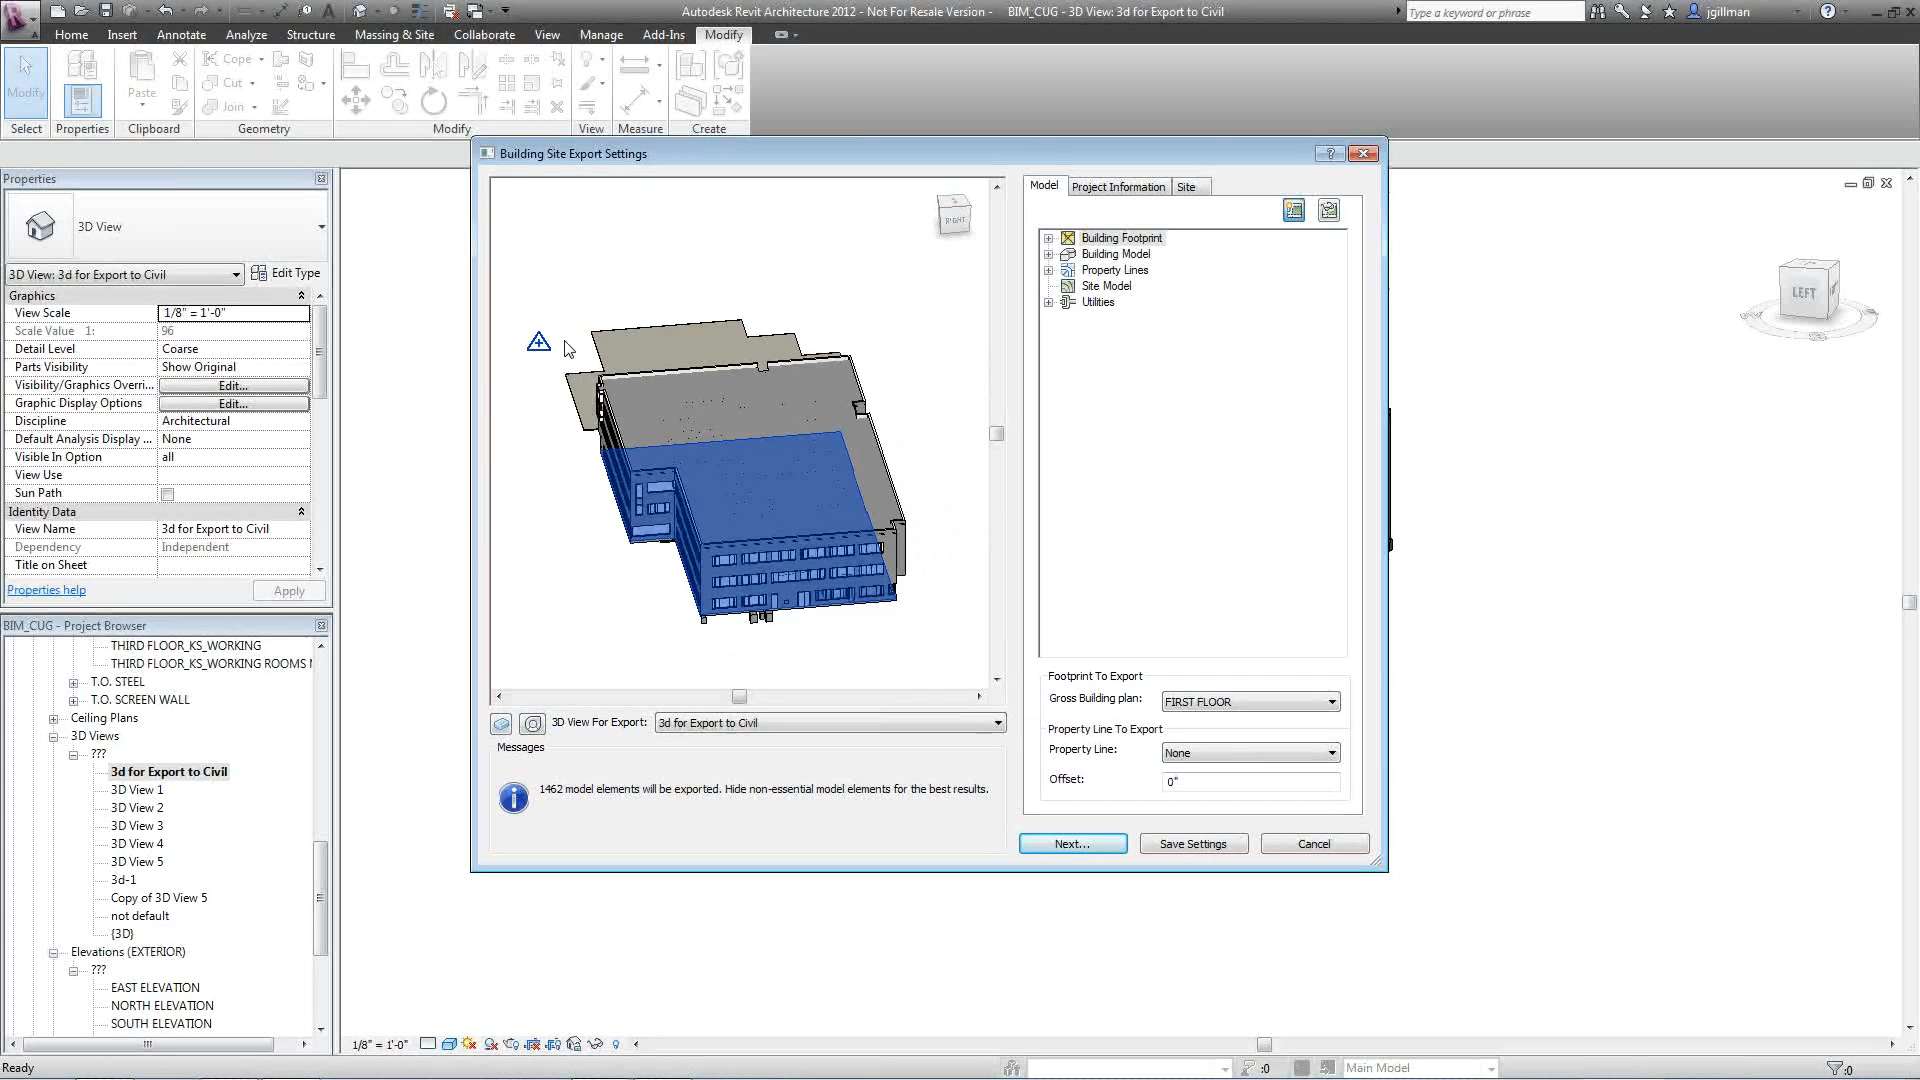 Autodesk Revit Architecture 2012 - Not For Resale Version - BIM_CUG - 3D View: 3d for Export to Civil
Type a keyword or phrase
jgillman
Home Insert Annotate Analyze Structure Massing & Site Collaborate View Manage Add-Ins Modify
Modify
Paste
Cope
Cut
Join
Select Properties Clipboard Geometry Modify View Measure Create
Properties
3D View
3D View: 3d for Export to Civil
Edit Type
Graphics
View Scale 1/8" = 1'-0"
Scale Value 1: 96
Detail Level Coarse
Parts Visibility Show Original
Visibility/Graphics Overri... Edit...
Graphic Display Options Edit...
Discipline Architectural
Default Analysis Display ... None
Visible In Option all
View Use
Sun Path
Identity Data
View Name 3d for Export to Civil
Dependency Independent
Title on Sheet
Properties help
Apply
BIM_CUG - Project Browser
THIRD FLOOR_KS_WORKING
THIRD FLOOR_KS_WORKING ROOMS
T.O. STEEL
T.O. SCREEN WALL
Ceiling Plans
3D Views
???
3d for Export to Civil
3D View 1
3D View 2
3D View 3
3D View 4
3D View 5
3d-1
Copy of 3D View 5
not default
{3D}
Elevations (EXTERIOR)
???
EAST ELEVATION
NORTH ELEVATION
SOUTH ELEVATION
Building Site Export Settings
RIGHT
3D View For Export: 3d for Export to Civil
Messages
1462 model elements will be exported. Hide non-essential model elements for the best results.
Model Project Information Site
Building Footprint
Building Model
Property Lines
Site Model
Utilities
Footprint To Export
Gross Building plan: FIRST FLOOR
Property Line To Export
Property Line: None
Offset: 0"
Next... Save Settings Cancel
LEFT
1/8" = 1'-0"
Ready
:0
Main Model
:0